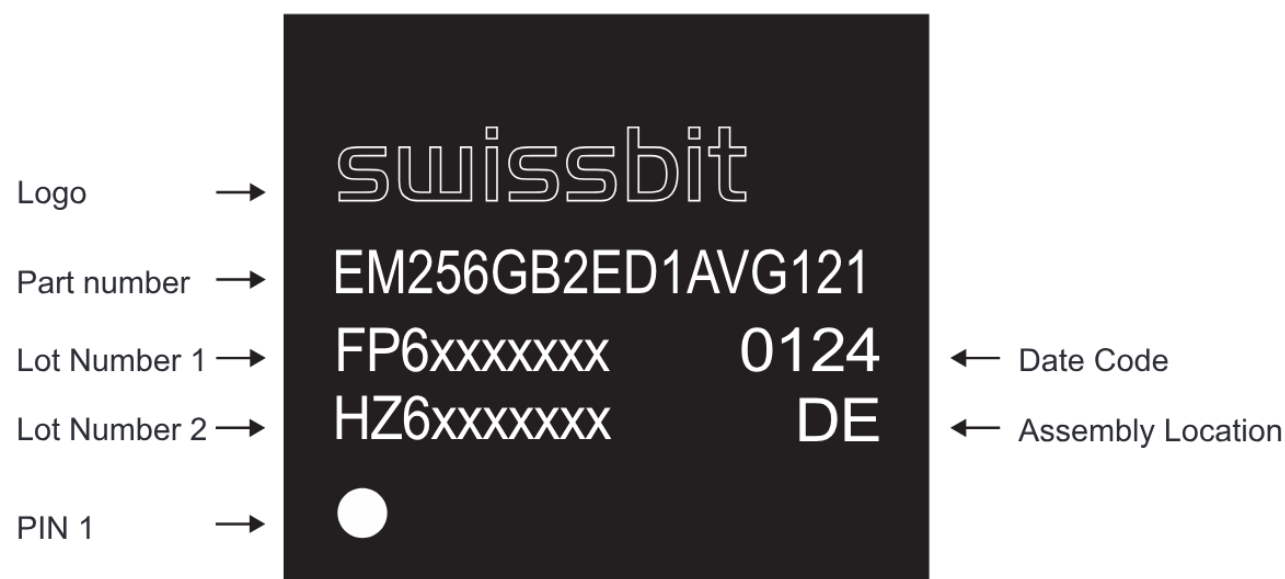 swissbit
Logo
EM256GB2ED1AVG121
Part number
FP6xxxxxxx 0124
Lot Number 1 Date Code
HZ6xxxxxxx DE
Lot Number 2 Assembly Location
PIN 1